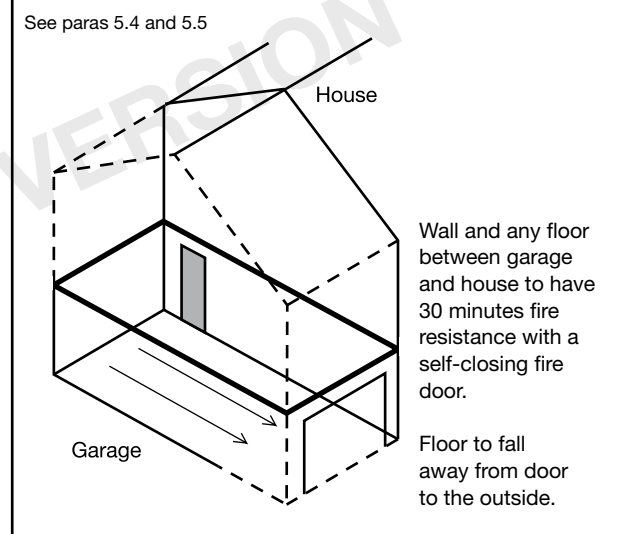 See paras 5.4 and 5.5
VERSION
House
Wall and any floor
between garage
and house to have
30 minutes fire
resistance with a
self-closing fire
door.
Garage
Floor to fall
away from door
to the outside.